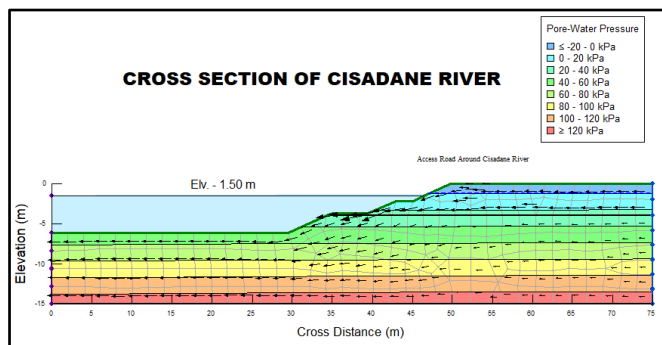 Pore-Water Pressure
≤ -20 - 0 kPa
0 - 20 kPa
20 - 40 kPa
40 - 60 kPa
60 - 80 kPa
80 - 100 kPa
100 - 120 kPa
≥ 120 kPa
CROSS SECTION OF CISADANE RIVER
Access Road Around Cisadane River
Elv. - 1.50 m
Elevation (m)
0
-5
-10
-15
0 5 10 15 20 25 30 35 40 45 50 55 60 65 70 75
Cross Distance (m)